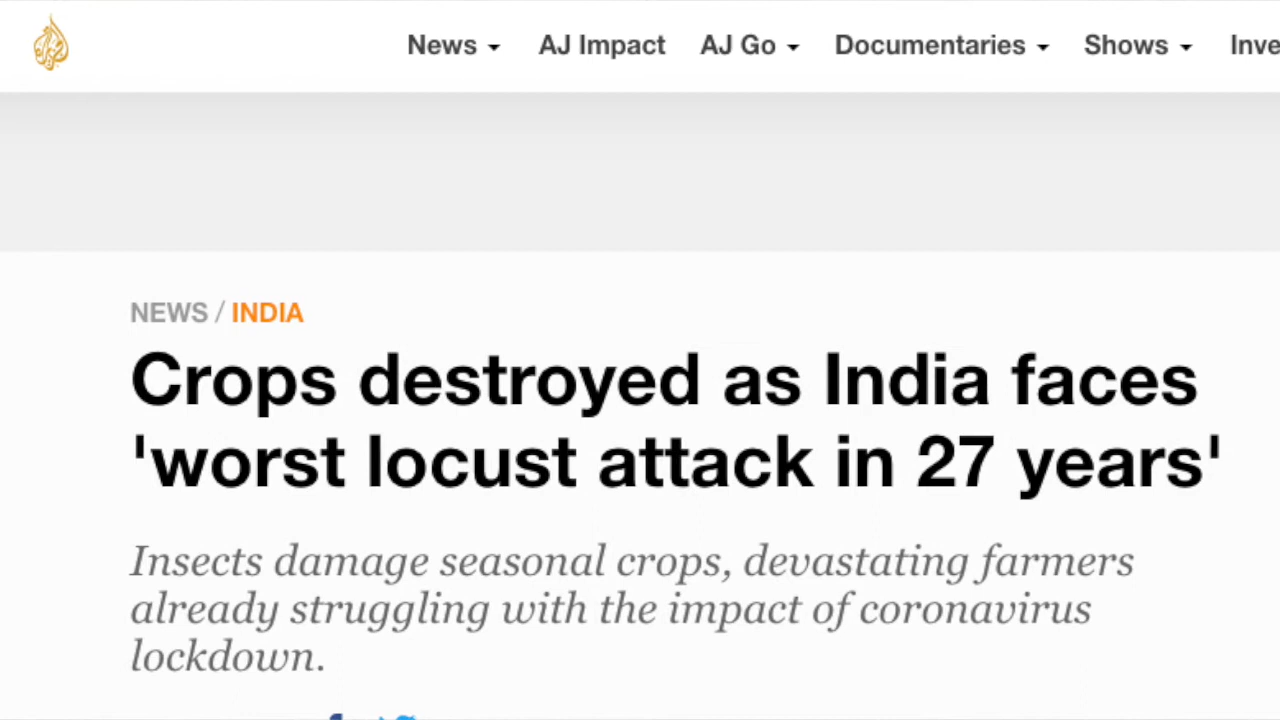 News AJ Impact AJ Go Documentaries Shows Inve
NEWS / INDIA
Crops destroyed as India faces
'worst locust attack in 27 years'
Insects damage seasonal crops, devastating farmers
already struggling with the impact of coronavirus
lockdown.